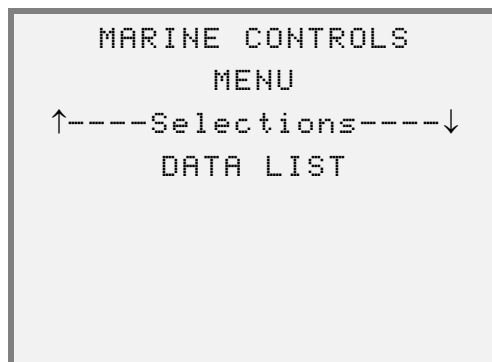 MARINE CONTROLS
MENU
↑----Selections----↓
DATA LIST